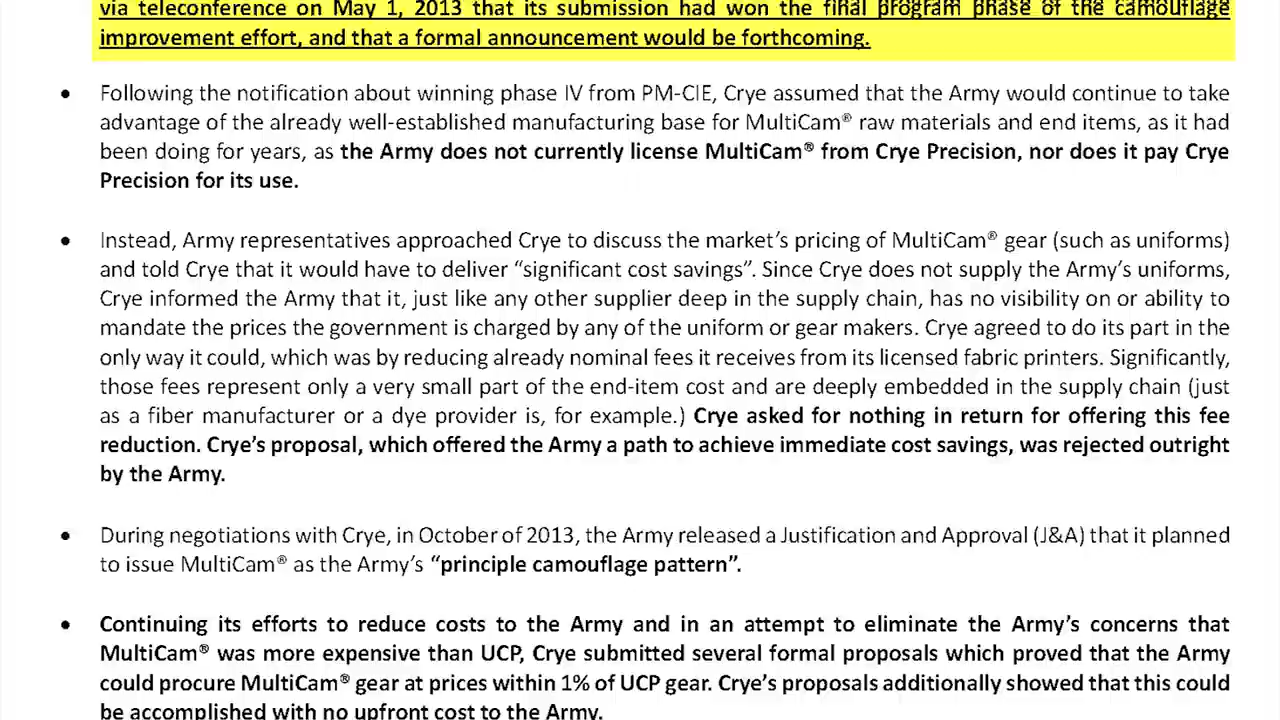 via teleconference on May 1, 2013 that its submission had won the final program phase of the camouflage
improvement effort, and that a formal announcement would be forthcoming.
• Following the notification about winning phase IV from PM-CIE, Crye assumed that the Army would continue to take
advantage of the already well-established manufacturing base for MultiCam® raw materials and end items, as it had
been doing for years, as the Army does not currently license MultiCam® from Crye Precision, nor does it pay Crye
Precision for its use.
• Instead, Army representatives approached Crye to discuss the market’s pricing of MultiCam® gear (such as uniforms)
and told Crye that it would have to deliver “significant cost savings”. Since Crye does not supply the Army’s uniforms,
Crye informed the Army that it, just like any other supplier deep in the supply chain, has no visibility on or ability to
mandate the prices the government is charged by any of the uniform or gear makers. Crye agreed to do its part in the
only way it could, which was by reducing already nominal fees it receives from its licensed fabric printers. Significantly,
those fees represent only a very small part of the end-item cost and are deeply embedded in the supply chain (just
as a fiber manufacturer or a dye provider is, for example.) Crye asked for nothing in return for offering this fee
reduction. Crye’s proposal, which offered the Army a path to achieve immediate cost savings, was rejected outright
by the Army.
• During negotiations with Crye, in October of 2013, the Army released a Justification and Approval (J&A) that it planned
to issue MultiCam® as the Army’s “principle camouflage pattern”.
• Continuing its efforts to reduce costs to the Army and in an attempt to eliminate the Army’s concerns that
MultiCam® was more expensive than UCP, Crye submitted several formal proposals which proved that the Army
could procure MultiCam® gear at prices within 1% of UCP gear. Crye’s proposals additionally showed that this could
be accomplished with no upfront cost to the Army.